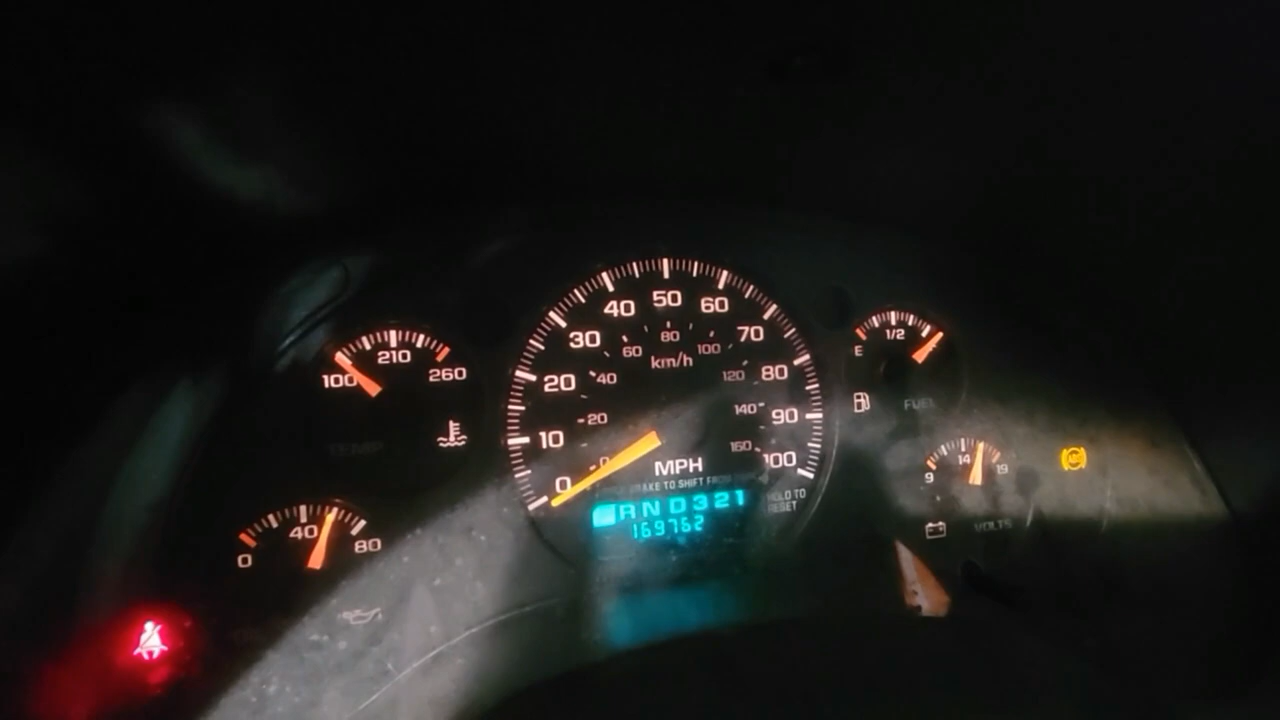 40 50 60
30 70
20 80
10 90
0 100
20 40 60 80 100 120 140 160
0
km/h
MPH
BRAKE TO SHIFT FROM
HOLD TO
RESET
RND321
169762
100 210 260
TEMP
0 40 80
E 1/2
FUEL
9 14 19
VOLTS
ABS